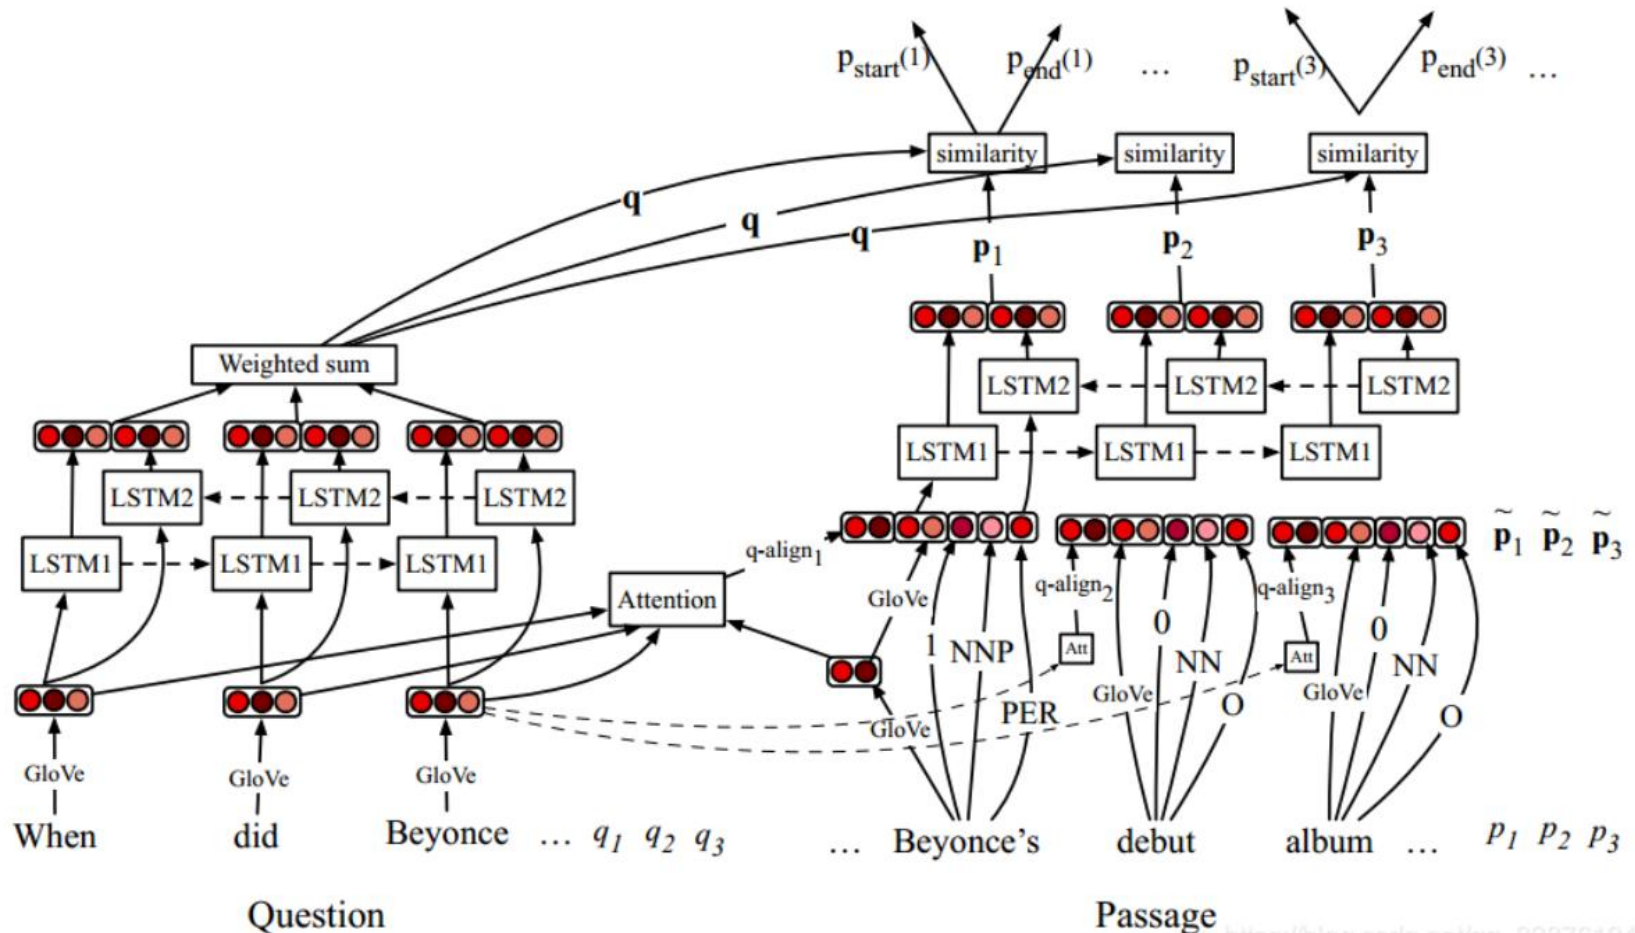 p_start(1) p_end(1) ... p_start(3) p_end(3) ...
similarity similarity similarity
q
q
q p1 p2 p3
Weighted sum
LSTM2 LSTM2 LSTM2
LSTM1 LSTM1 LSTM1
LSTM2 LSTM2 LSTM2
LSTM1 LSTM1 LSTM1
q-align1
p̃1 p̃2 p̃3
Attention
GloVe q-align2 q-align3
1 NNP Att 0 NN Att 0 NN
GloVe GloVe
PER O O
GloVe
GloVe GloVe GloVe
When did Beyonce ... q1 q2 q3 ... Beyonce's debut album ... p1 p2 p3
Question Passage